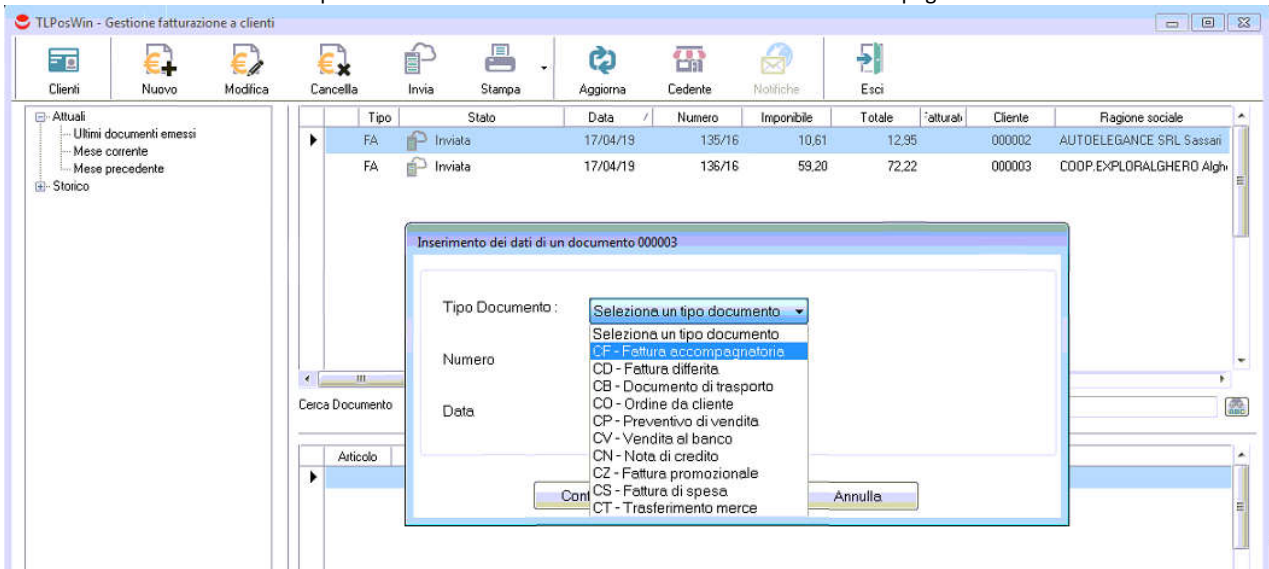 TLPosWin - Gestione fatturazione a clienti
Clienti Nuovo Modifica Cancella Invia Stampa Aggiorna Cedente Notifiche Esci
Attuali
Ultimi documenti emessi
Mese corrente
Mese precedente
Storico
Tipo Stato Data / Numero Imponibile Totale Cliente Ragione sociale
FA Inviata 17/04/19 135/16 10,61 12,95 000002 AUTOELEGANCE SRL Sassari
FA Inviata 17/04/19 136/16 59,20 72,22 000003 COOP.EXPLORALGHERO Algh
Inserimento dei dati di un documento 000003
Tipo Documento : Seleziona un tipo documento
Seleziona un tipo documento
CF - Fattura accompagnatoria
CD - Fattura differita
CB - Documento di trasporto
CO - Ordine da cliente
CP - Preventivo di vendita
CV - Vendita al banco
CN - Nota di credito
CZ - Fattura promozionale
CS - Fattura di spesa
CT - Trasferimento merce
Numero
Data
Conf Annulla
Cerca Documento
ABC
Articolo